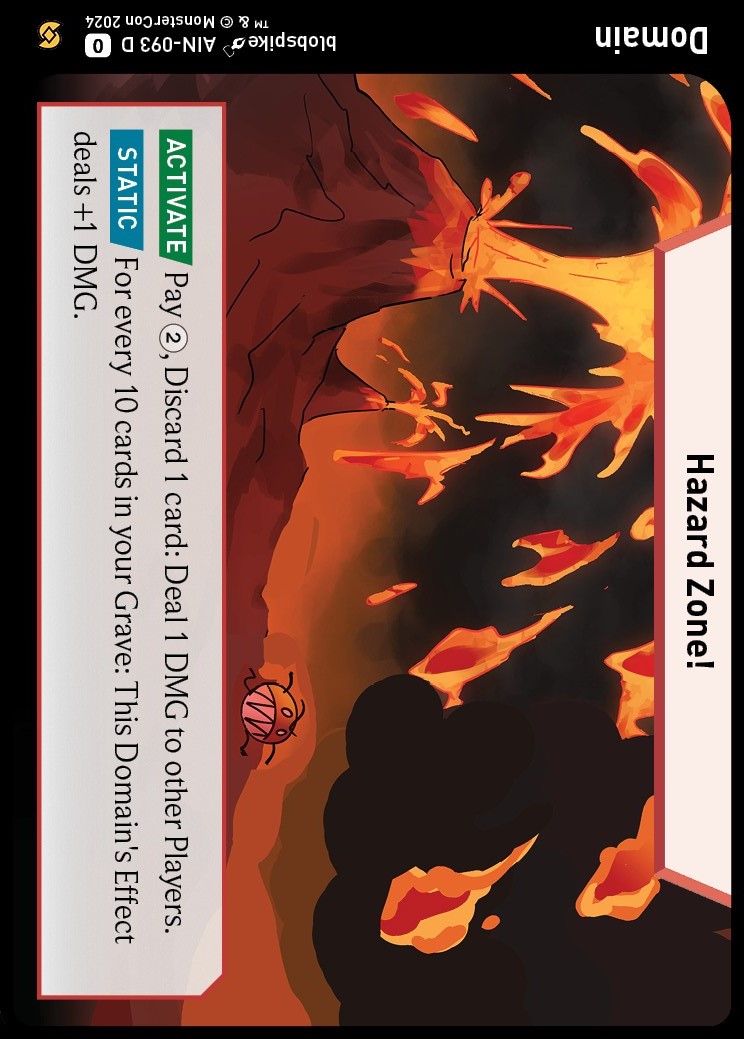 Hazard Zone!
ACTIVATE Pay 2, Discard 1 card: Deal 1 DMG to other Players.
STATIC For every 10 cards in your Grave: This Domain's Effect
deals +1 DMG.
Domain
blobspike AIN-093 D 0
™ & © MonsterCon 2024